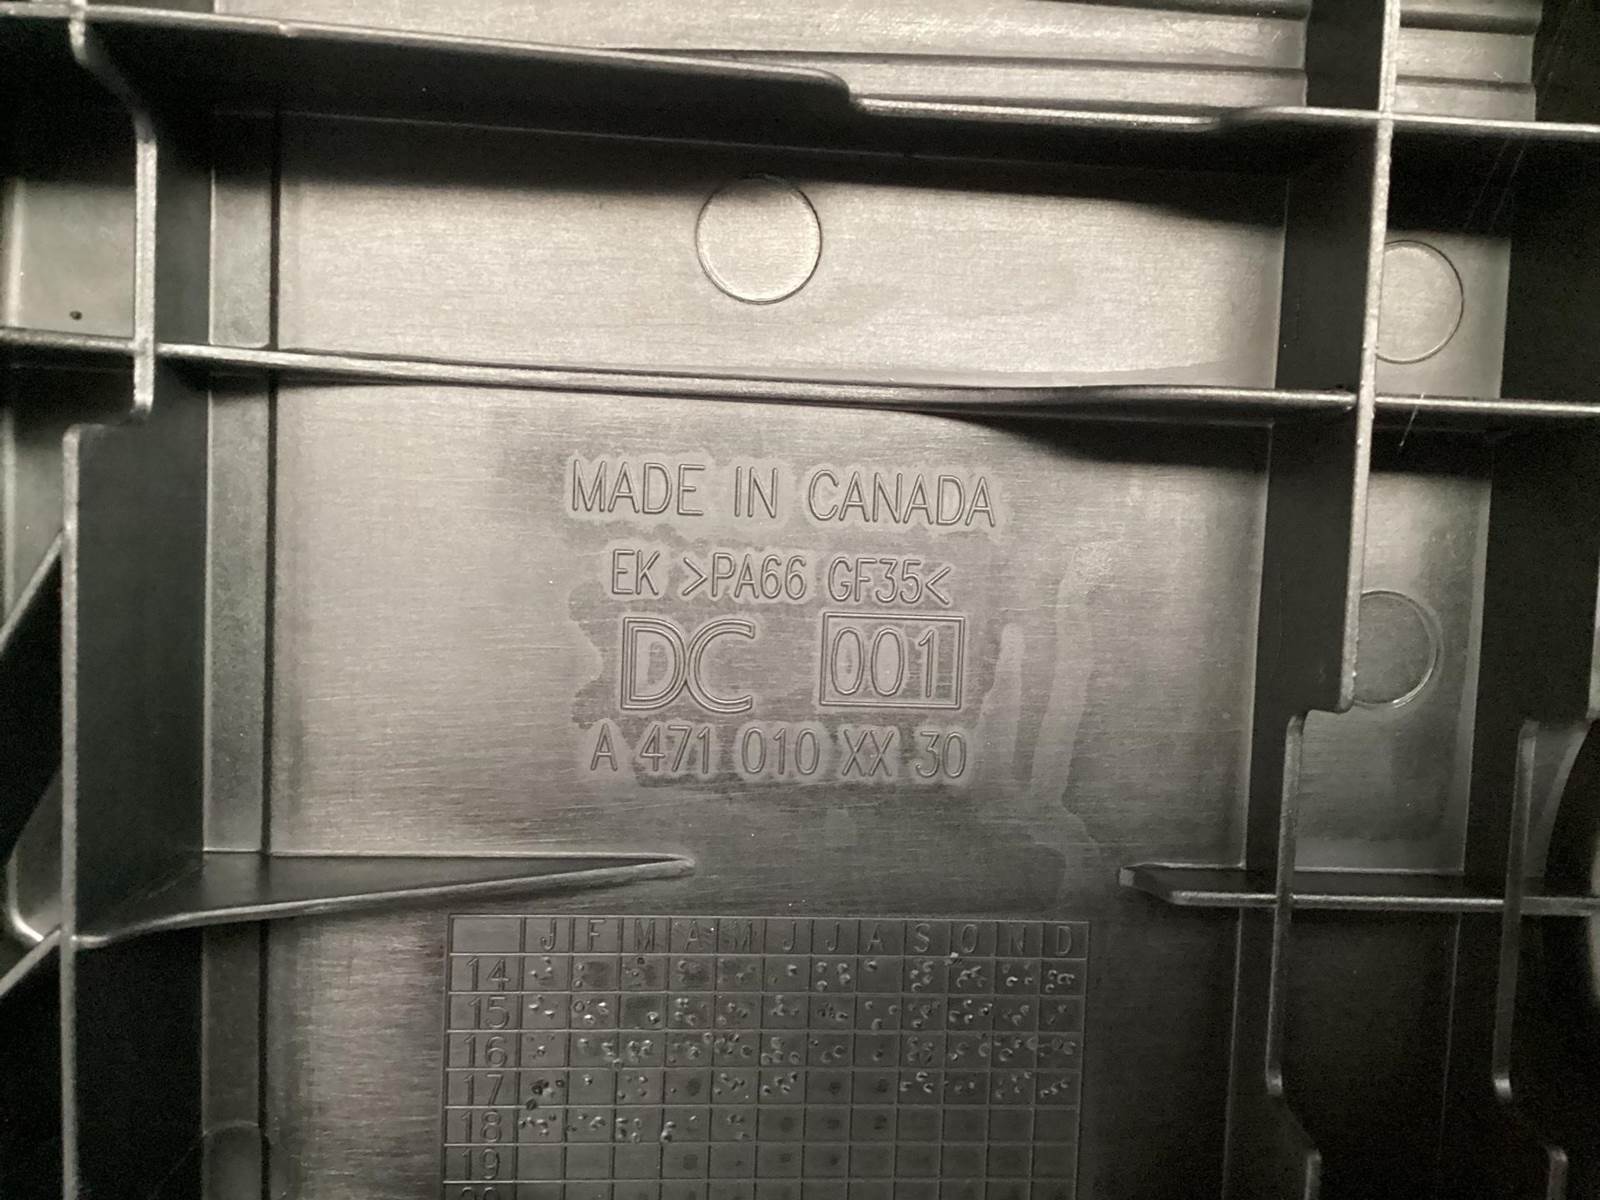 MADE IN CANADA
EK >PA66 GF35<
DC 001
A 471 010 XX 30
J F M A M J J A S O N D
14
15
16
17
18
19